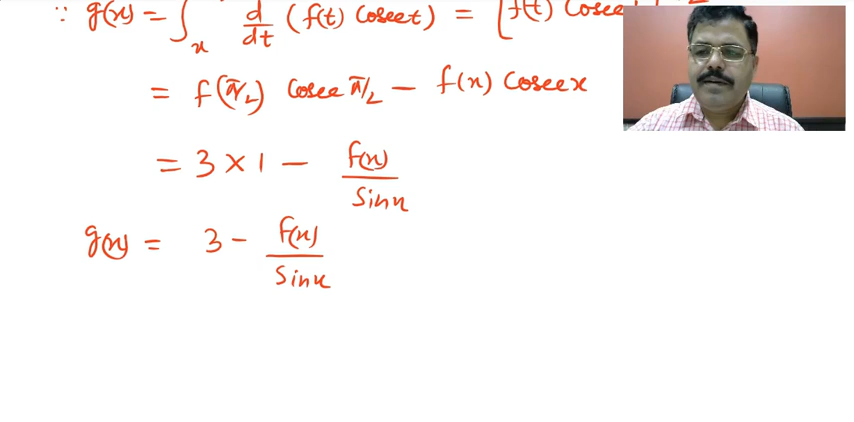 ∵ g(x) = ∫x d/dt (f(t) cosec t) = [f(t) cosec
= f(π/2) cosec π/2 − f(x) cosec x
= 3 × 1 − f(x)/sin x
g(x) = 3 − f(x)/sin x